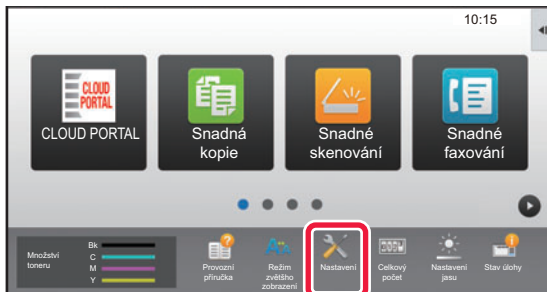 10:15
CLOUD
PORTAL
CLOUD PORTAL
Snadná
kopie
Snadné
skenování
Snadné
faxování
Množství
toneru
Bk
C
M
Y
Provozní
příručka
Režim
zvětšého
zobrazení
Nastavení
Celkový
počet
Nastavení
jasu
Stav úlohy